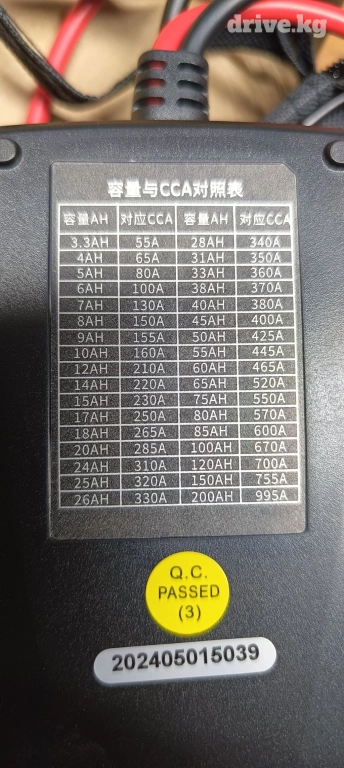 drive.kg
容量与CCA对照表
容量AH 对应CCA 容量AH 对应CCA
3.3AH 55A 28AH 340A
4AH 65A 31AH 350A
5AH 80A 33AH 360A
6AH 100A 38AH 370A
7AH 130A 40AH 380A
8AH 150A 45AH 400A
9AH 155A 50AH 425A
10AH 160A 55AH 445A
12AH 210A 60AH 465A
14AH 220A 65AH 520A
15AH 230A 75AH 550A
17AH 250A 80AH 570A
18AH 265A 85AH 600A
20AH 285A 100AH 670A
24AH 310A 120AH 700A
25AH 320A 150AH 755A
26AH 330A 200AH 995A
Q.C.
PASSED
(3)
202405015039